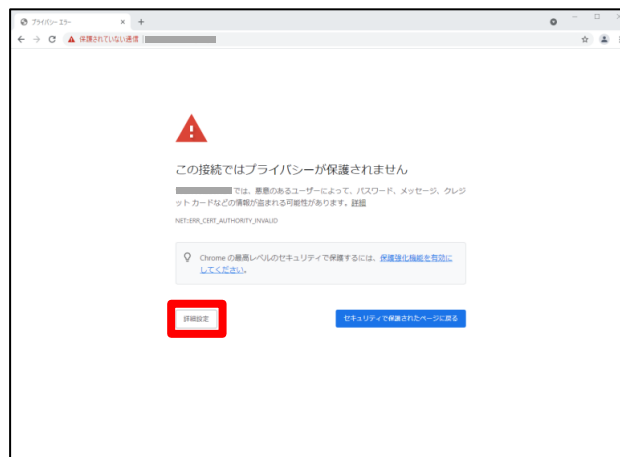 プライバシー エラー
保護されていない通信
この接続ではプライバシーが保護されません
では、悪意のあるユーザーによって、パスワード、メッセージ、クレジ
ット カードなどの情報が盗まれる可能性があります。詳細
NET::ERR_CERT_AUTHORITY_INVALID
Chrome の最高レベルのセキュリティで保護するには、保護強化機能を有効に
してください。
詳細設定
セキュリティで保護されたページに戻る